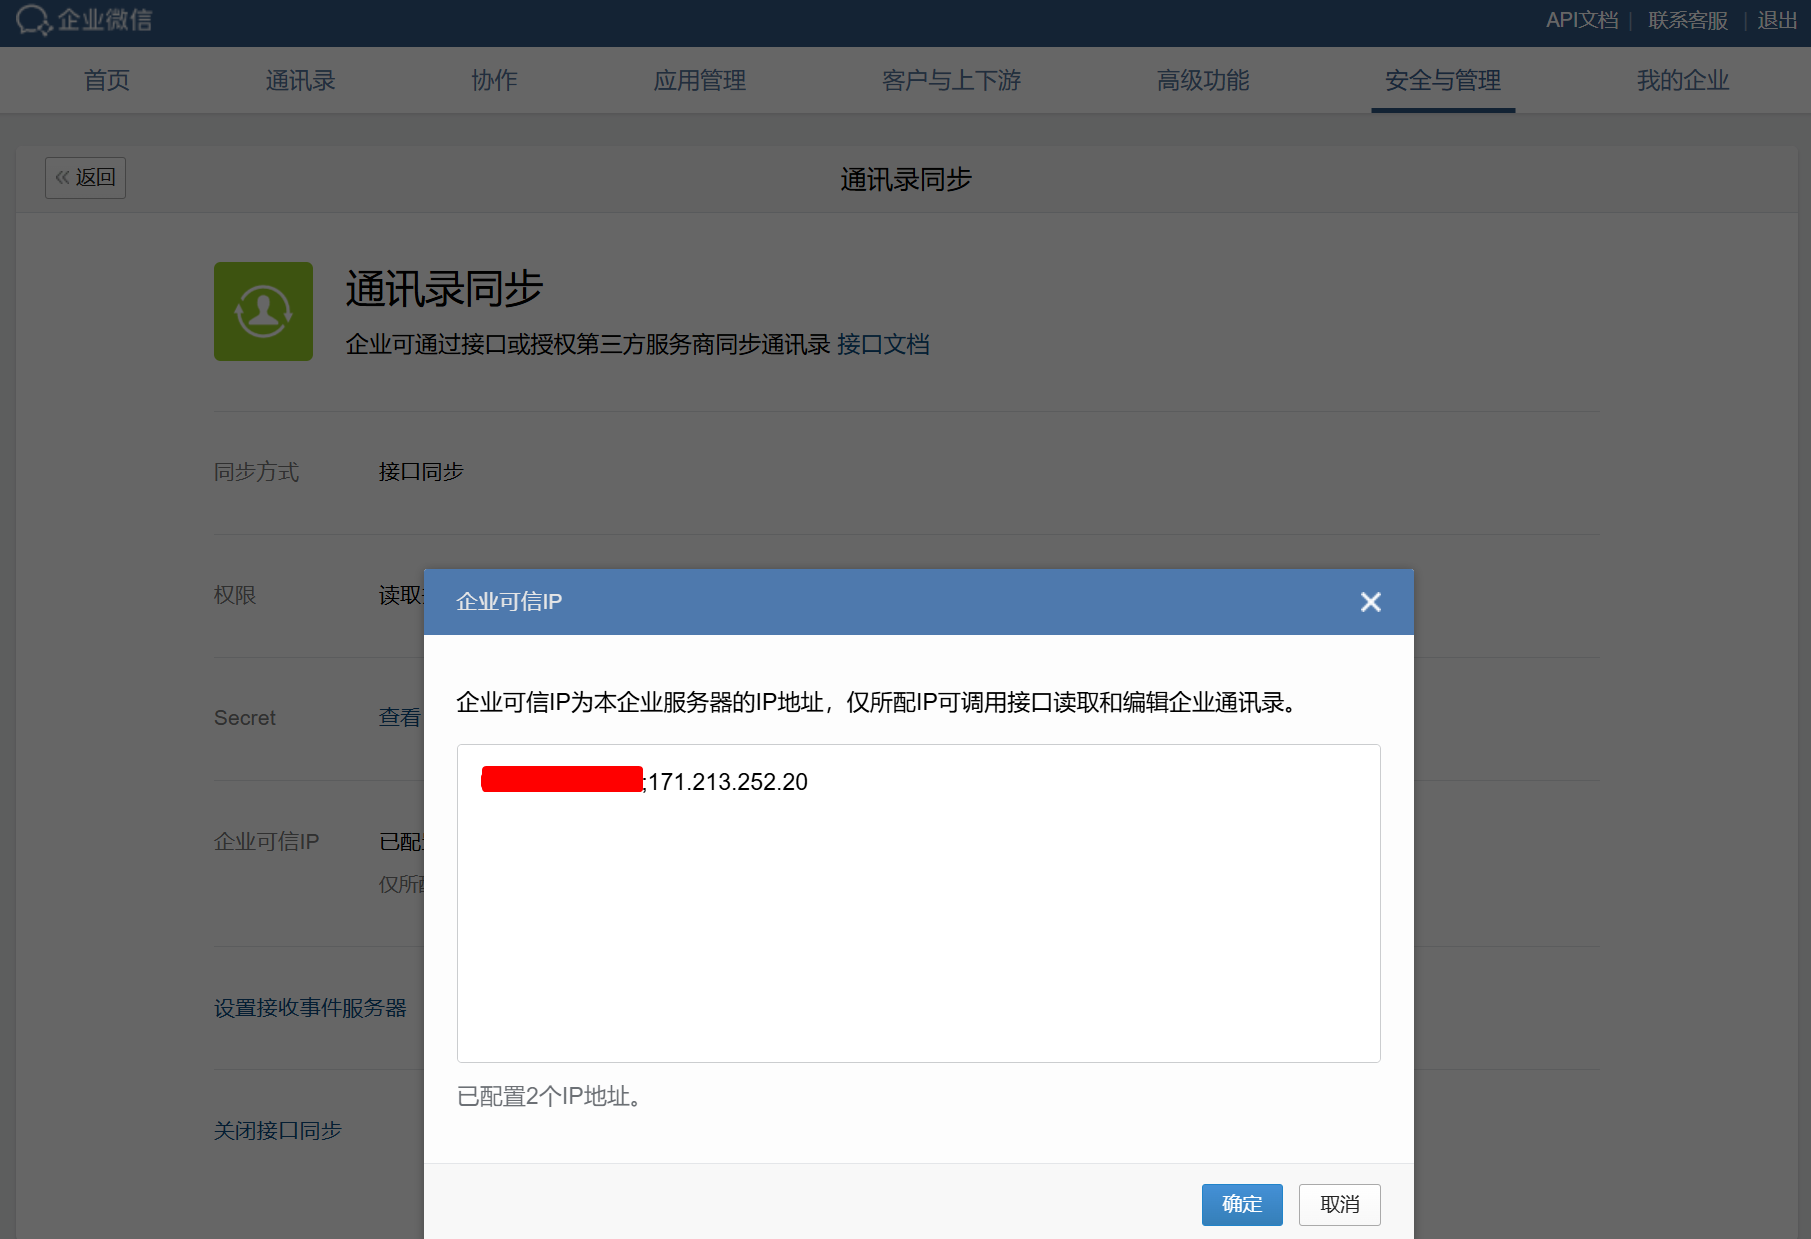 企业微信
API文档 | 联系客服 | 退出
首页 通讯录 协作 应用管理 客户与上下游 高级功能 安全与管理 我的企业
« 返回
通讯录同步
通讯录同步
企业可通过接口或授权第三方服务商同步通讯录 接口文档
同步方式 接口同步
权限 读取
企业可信IP
企业可信IP为本企业服务器的IP地址，仅所配IP可调用接口读取和编辑企业通讯录。
Secret 查看
;171.213.252.20
企业可信IP 已配
仅所
设置接收事件服务器
已配置2个IP地址。
关闭接口同步
确定 取消